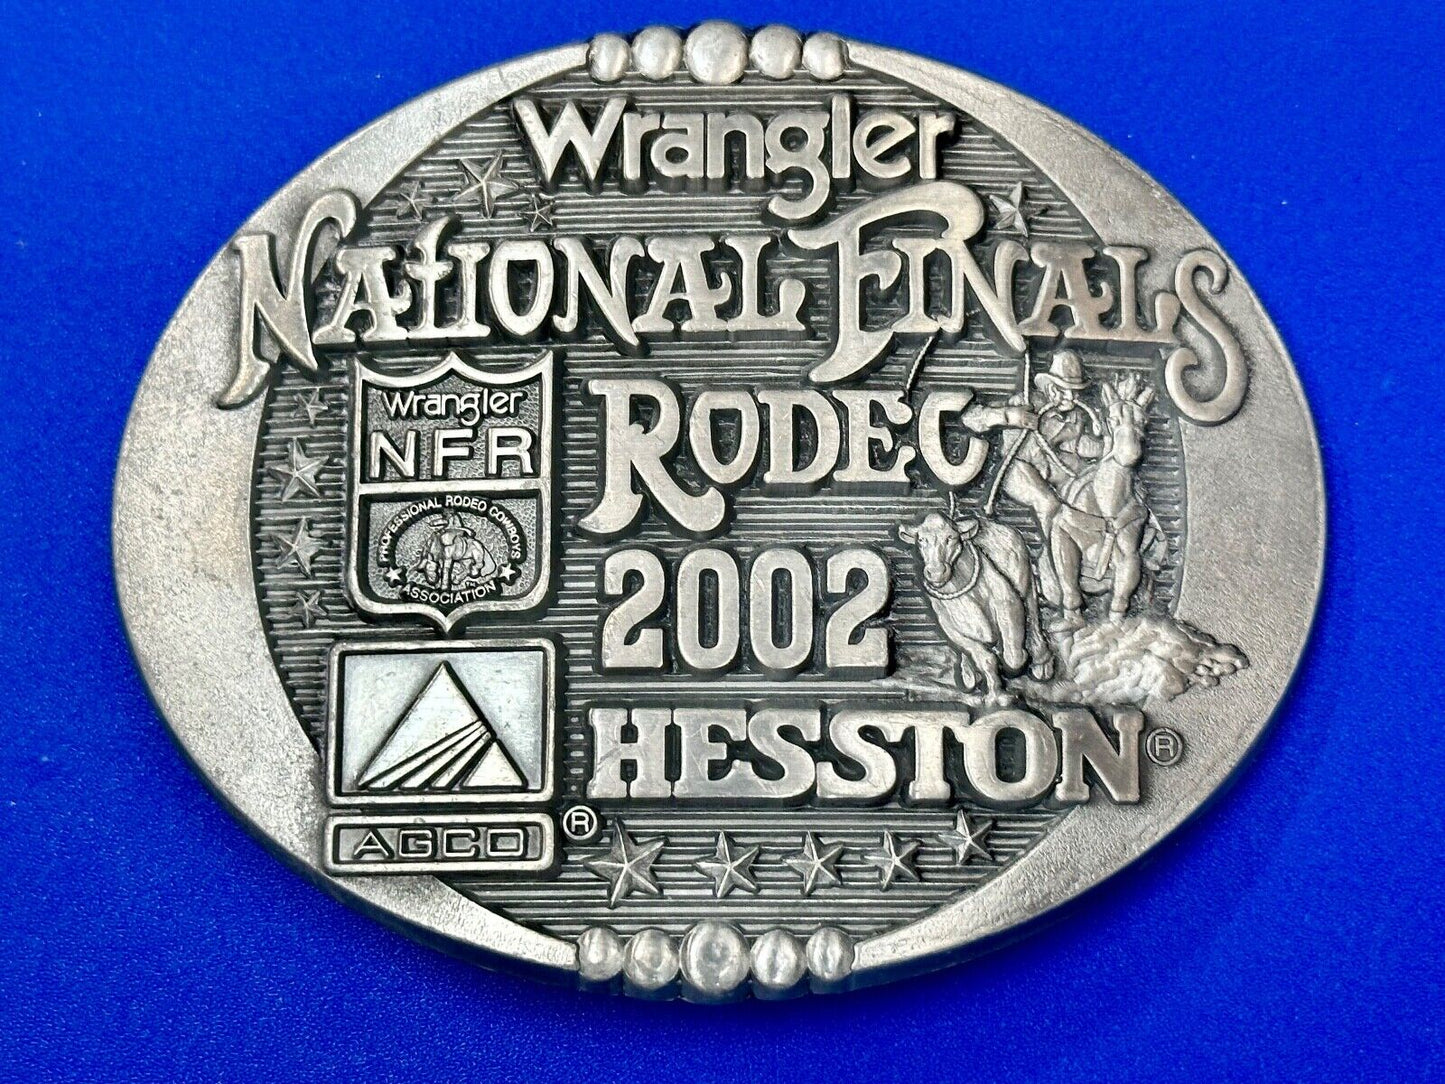 Wrangler
NATIONAL FINALS
RODEO
2002
HESSTON®
Wrangler
NFR
PROFESSIONAL RODEO COWBOYS
ASSOCIATION
AGCO®